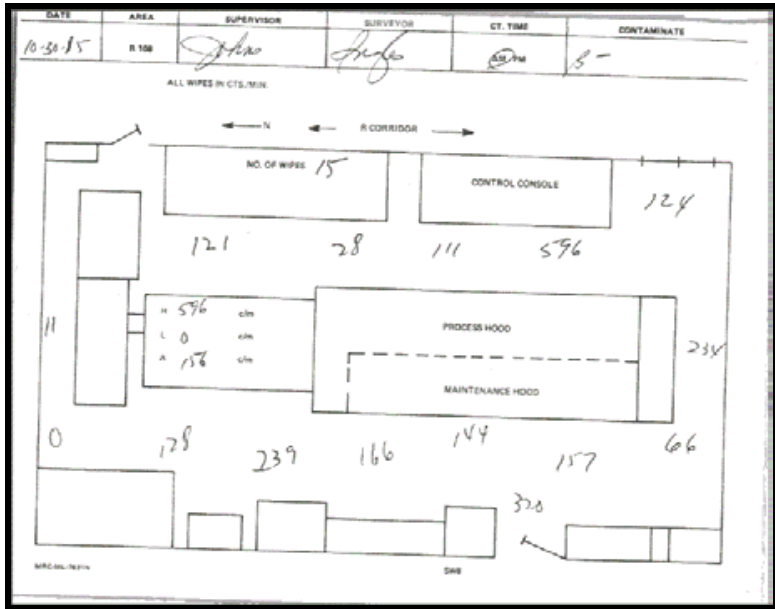 DATE AREA SUPERVISOR SURVEYOR CT. TIME CONTAMINATE
10-30-85 R 108 AM PM B-
ALL WIPES IN CTS./MIN.
N R CORRIDOR
NO. OF WIPES 15
CONTROL CONSOLE
124
121 28 111 596
H 596 c/m
L 0 c/m
A 156 c/m
PROCESS HOOD
11
234
MAINTENANCE HOOD
0 128 239 166 144 157 66
320
SWB